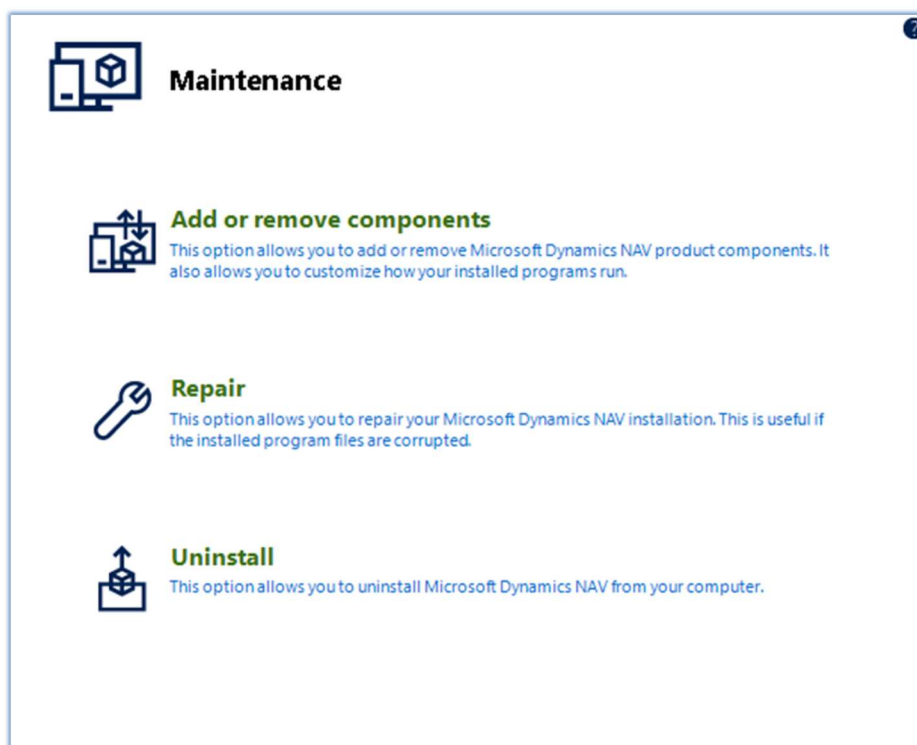 ?
Maintenance
Add or remove components
This option allows you to add or remove Microsoft Dynamics NAV product components. It
also allows you to customize how your installed programs run.
Repair
This option allows you to repair your Microsoft Dynamics NAV installation. This is useful if
the installed program files are corrupted.
Uninstall
This option allows you to uninstall Microsoft Dynamics NAV from your computer.